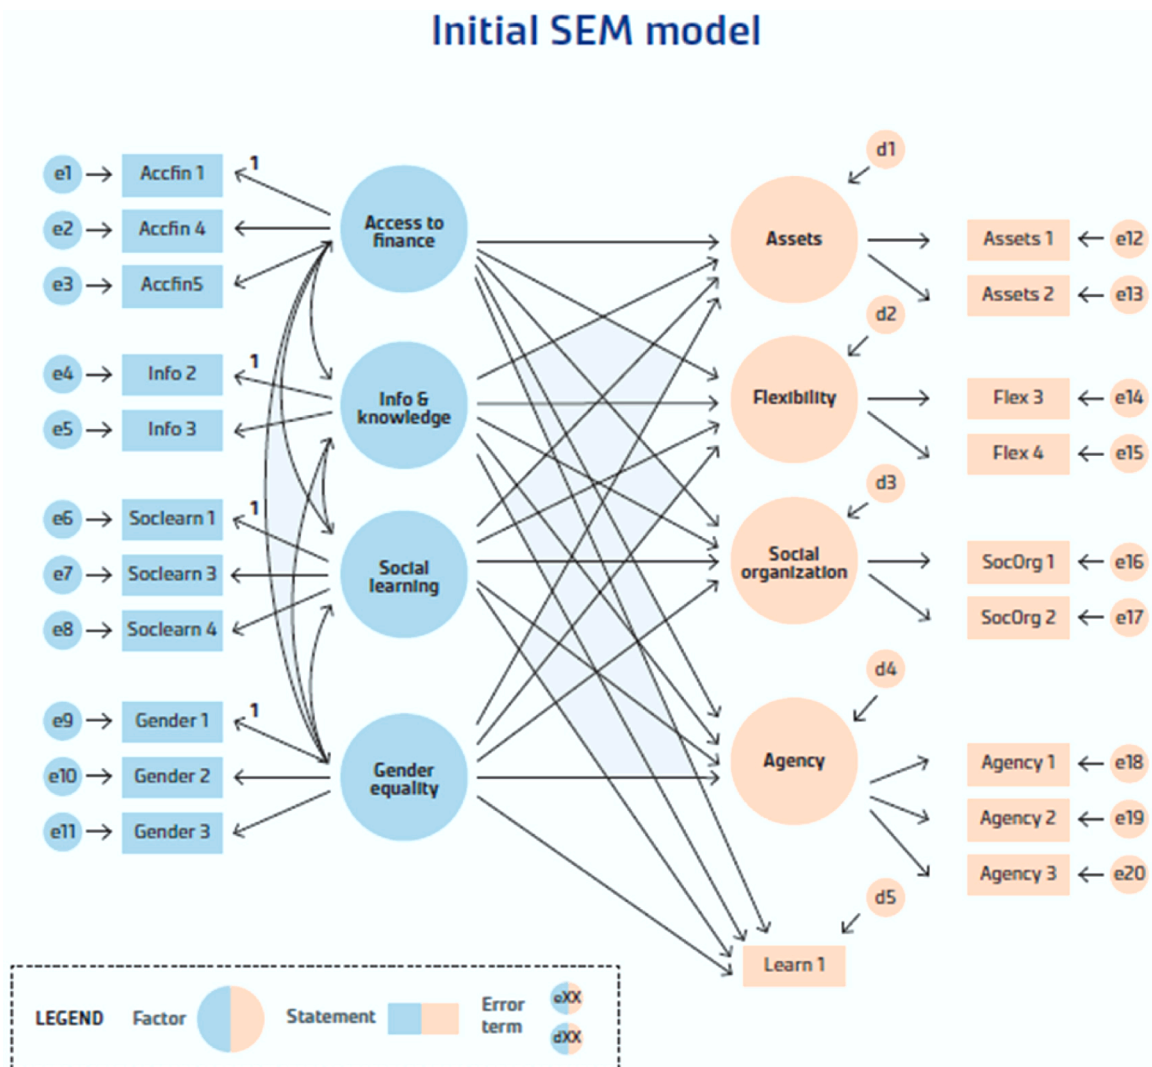 Initial SEM model
d1
e1
Accfin 1
1
e2
Accfin 4
Access to
finance
Assets
Assets 1
e12
e3
Accfin5
Assets 2
e13
d2
e4
Info 2
1
e5
Info 3
Info &
knowledge
Flexibility
Flex 3
e14
Flex 4
e15
d3
e6
Soclearn 1
1
e7
Soclearn 3
e8
Soclearn 4
Social
learning
Social
organization
SocOrg 1
e16
SocOrg 2
e17
d4
e9
Gender 1
1
e10
Gender 2
e11
Gender 3
Gender
equality
Agency
Agency 1
e18
Agency 2
e19
Agency 3
e20
d5
Learn 1
LEGEND
Factor
Statement
Error
term
eXX
dXX